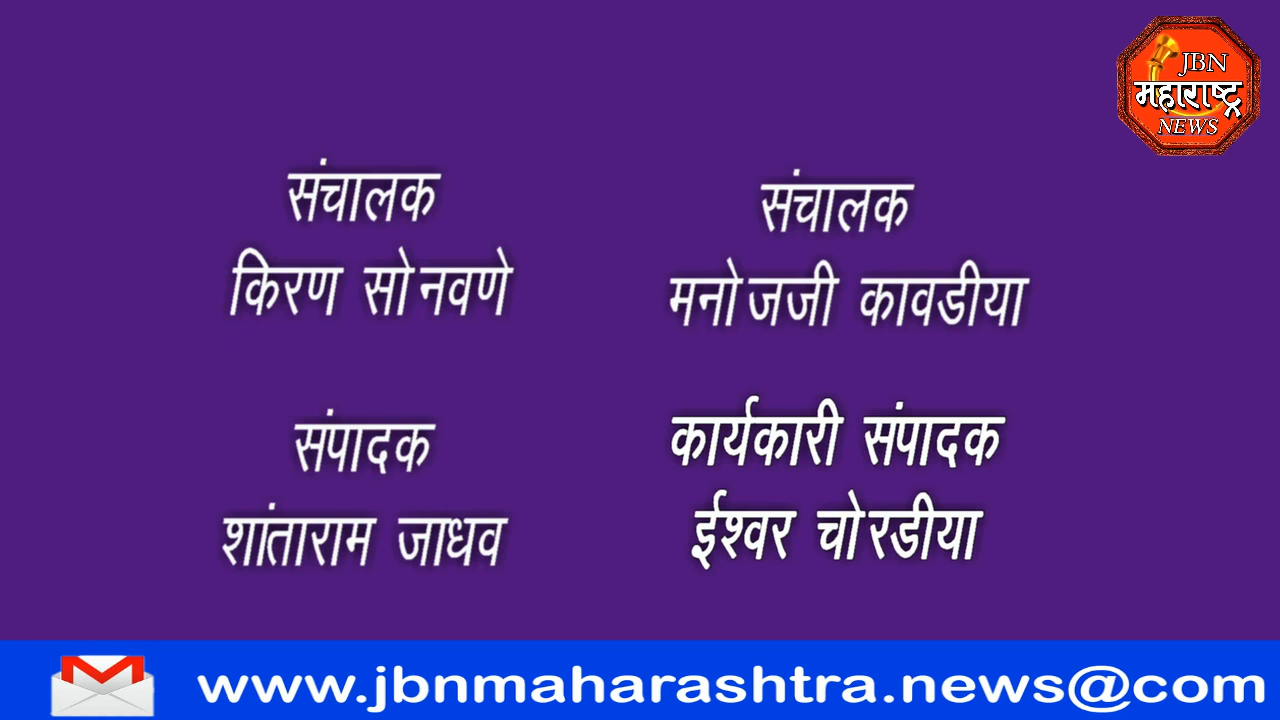 JBN
महाराष्ट्र
NEWS
संचालक
किरण सोनवणे
संचालक
मनोजजी कावडीया
संपादक
शांताराम जाधव
कार्यकारी संपादक
ईश्वर चोरडीया
www.jbnmaharashtra.news@com